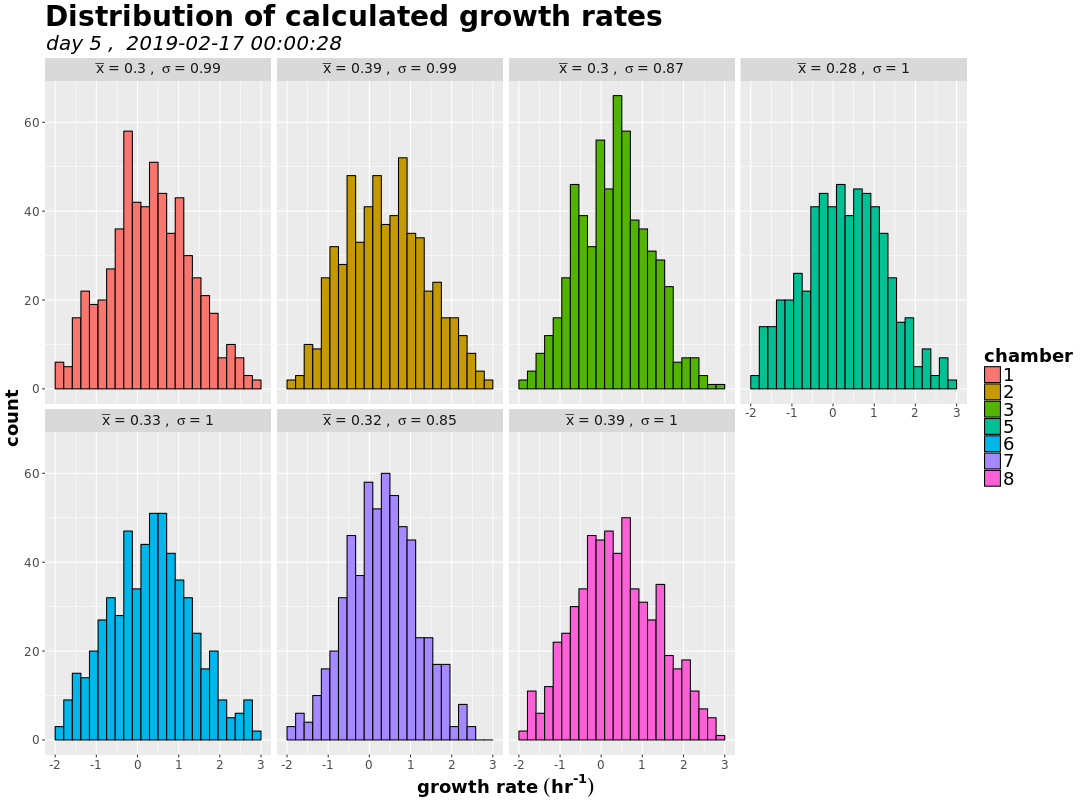 Distribution of calculated growth rates
day 5 ,  2019-02-17 00:00:28
x̅ = 0.3 ,  σ = 0.99
x̅ = 0.39 ,  σ = 0.99
x̅ = 0.3 ,  σ = 0.87
x̅ = 0.28 ,  σ = 1
60
40
20
0
-2 -1 0 1 2 3
x̅ = 0.33 ,  σ = 1
x̅ = 0.32 ,  σ = 0.85
x̅ = 0.39 ,  σ = 1
60
40
20
0
-2 -1 0 1 2 3
-2 -1 0 1 2 3
-2 -1 0 1 2 3
count
growth rate (hr⁻¹)
chamber
1
2
3
5
6
7
8